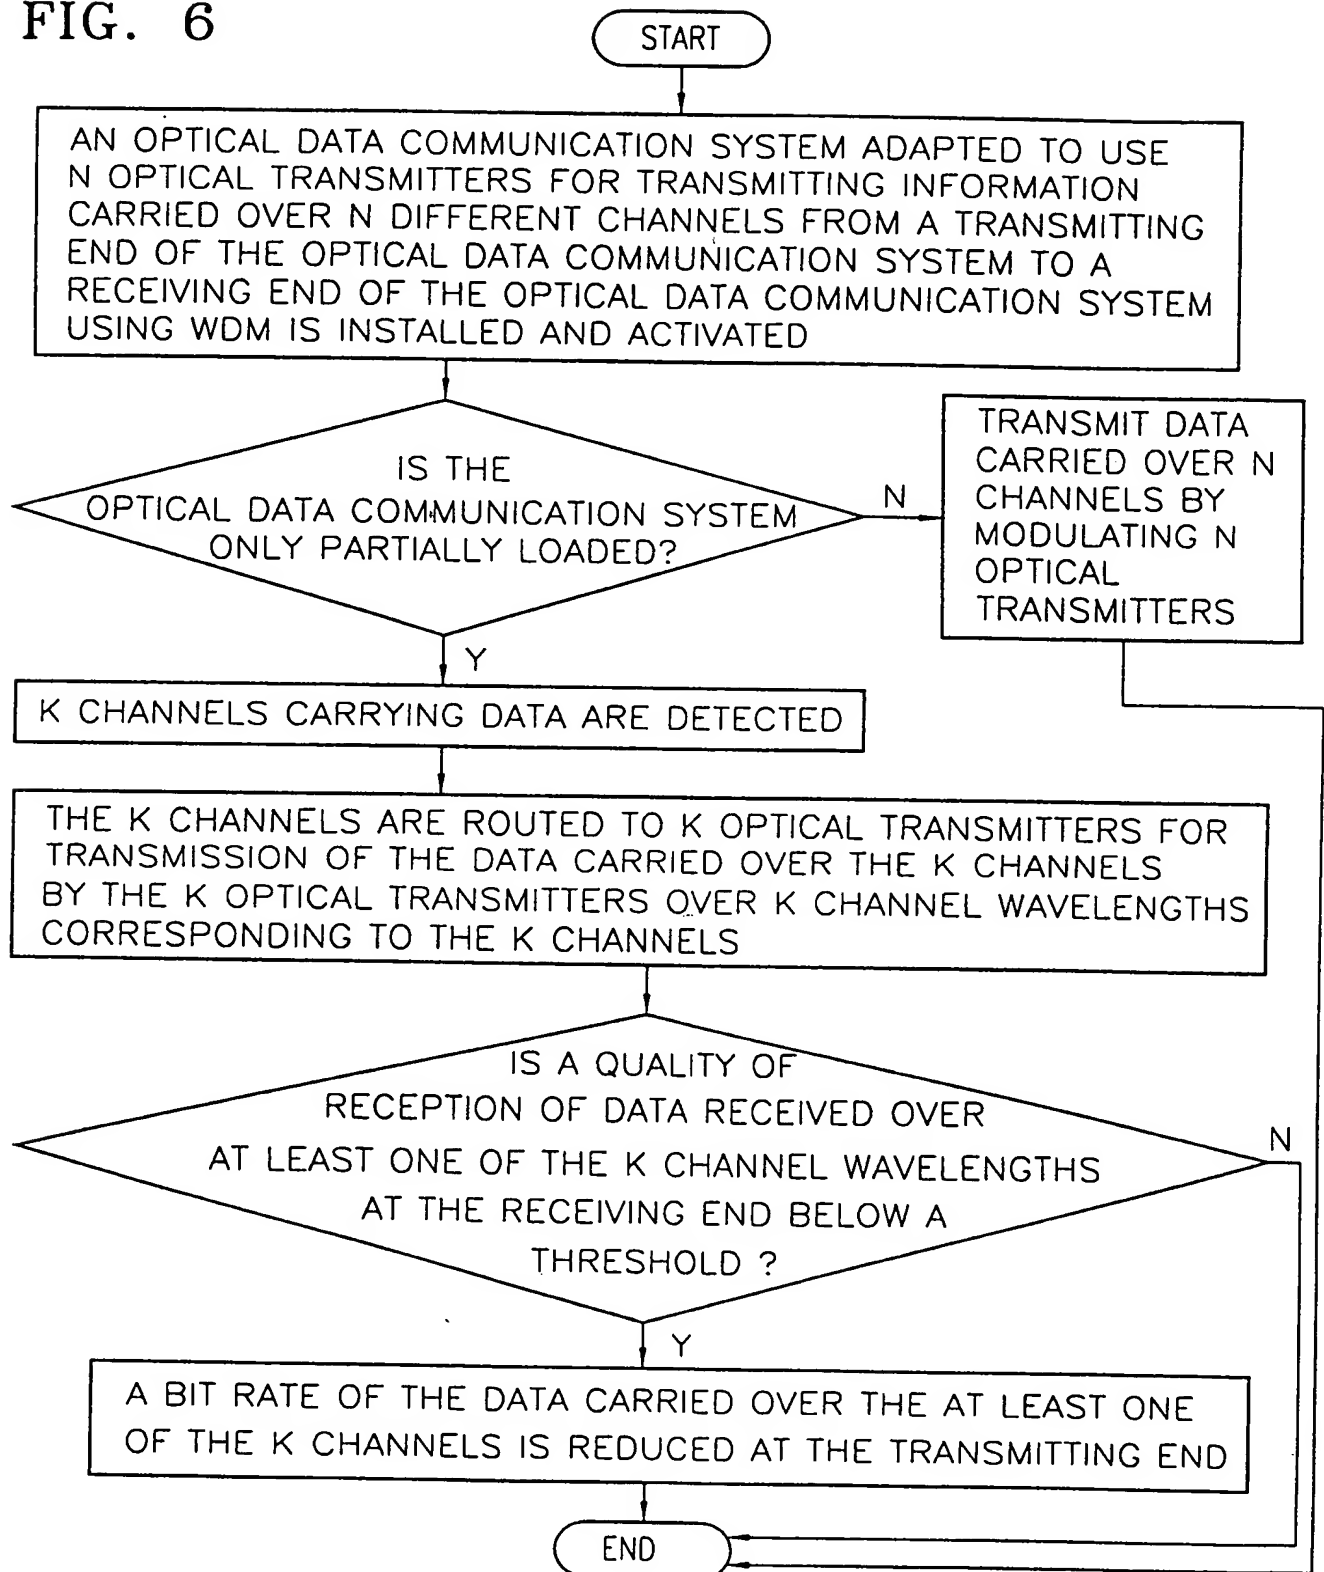 FIG. 6
START
AN OPTICAL DATA COMMUNICATION SYSTEM ADAPTED TO USE
N OPTICAL TRANSMITTERS FOR TRANSMITTING INFORMATION
CARRIED OVER N DIFFERENT CHANNELS FROM A TRANSMITTING
END OF THE OPTICAL DATA COMMUNICATION SYSTEM TO A
RECEIVING END OF THE OPTICAL DATA COMMUNICATION SYSTEM
USING WDM IS INSTALLED AND ACTIVATED
IS THE
OPTICAL DATA COMMUNICATION SYSTEM
ONLY PARTIALLY LOADED?
N
TRANSMIT DATA
CARRIED OVER N
CHANNELS BY
MODULATING N
OPTICAL
TRANSMITTERS
Y
K CHANNELS CARRYING DATA ARE DETECTED
THE K CHANNELS ARE ROUTED TO K OPTICAL TRANSMITTERS FOR
TRANSMISSION OF THE DATA CARRIED OVER THE K CHANNELS
BY THE K OPTICAL TRANSMITTERS OVER K CHANNEL WAVELENGTHS
CORRESPONDING TO THE K CHANNELS
IS A QUALITY OF
RECEPTION OF DATA RECEIVED OVER
AT LEAST ONE OF THE K CHANNEL WAVELENGTHS
AT THE RECEIVING END BELOW A
THRESHOLD ?
N
Y
A BIT RATE OF THE DATA CARRIED OVER THE AT LEAST ONE
OF THE K CHANNELS IS REDUCED AT THE TRANSMITTING END
END